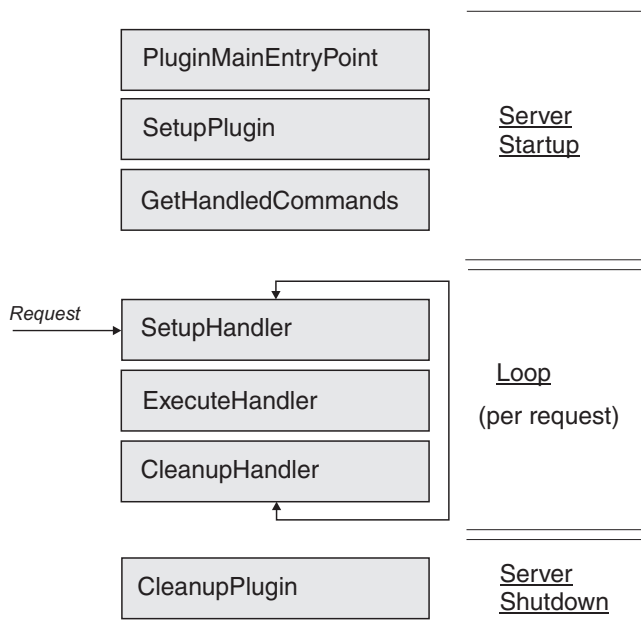 PluginMainEntryPoint
SetupPlugin
GetHandledCommands
Server
Startup
Request
SetupHandler
ExecuteHandler
CleanupHandler
Loop
(per request)
CleanupPlugin
Server
Shutdown